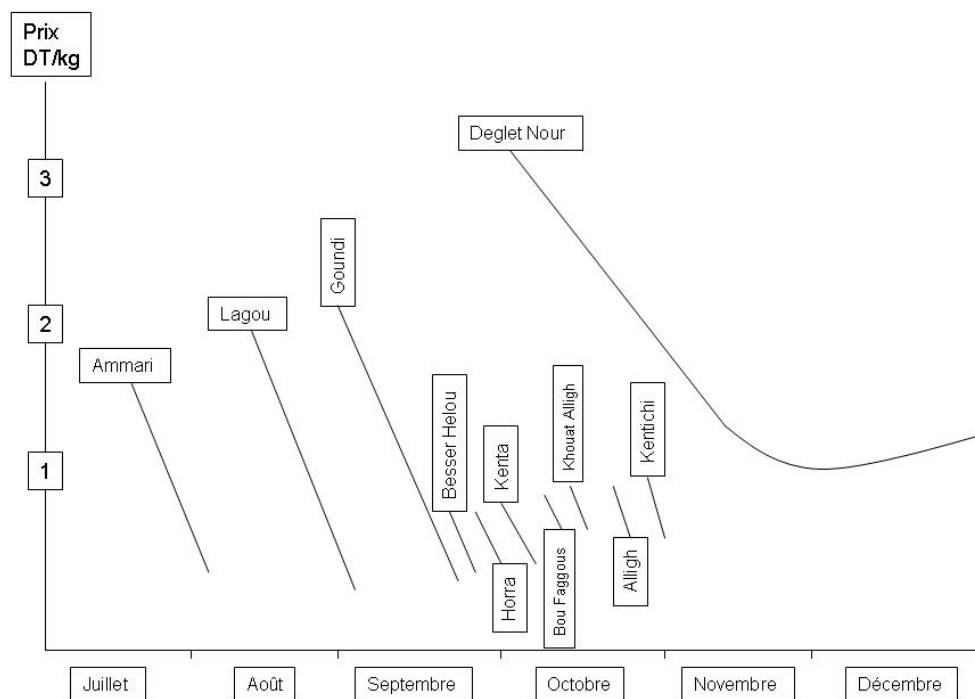 Prix
DT/kg
Deglet Nour
3
Goundi
Lagou
2
Ammari
Besser Helou
Kenta
Khouat Alligh
Kentichi
1
Horra
Bou Faggous
Alligh
Juillet
Août
Septembre
Octobre
Novembre
Décembre